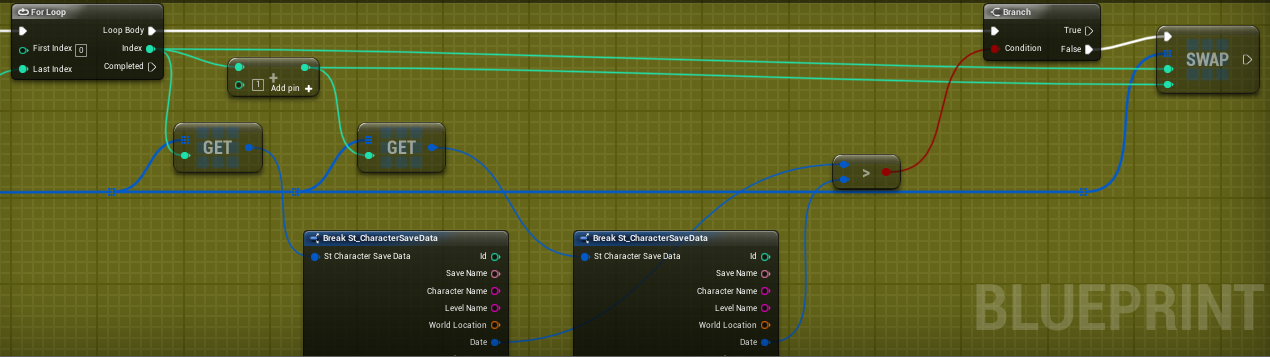 For Loop
Loop Body
First Index 0
Index
Last Index
Completed
+
1
Add pin +
GET
GET
Branch
True
Condition
False
SWAP
>
Break St_CharacterSaveData
St Character Save Data
Id
Save Name
Character Name
Level Name
World Location
Date
Break St_CharacterSaveData
St Character Save Data
Id
Save Name
Character Name
Level Name
World Location
Date
BLUEPRINT